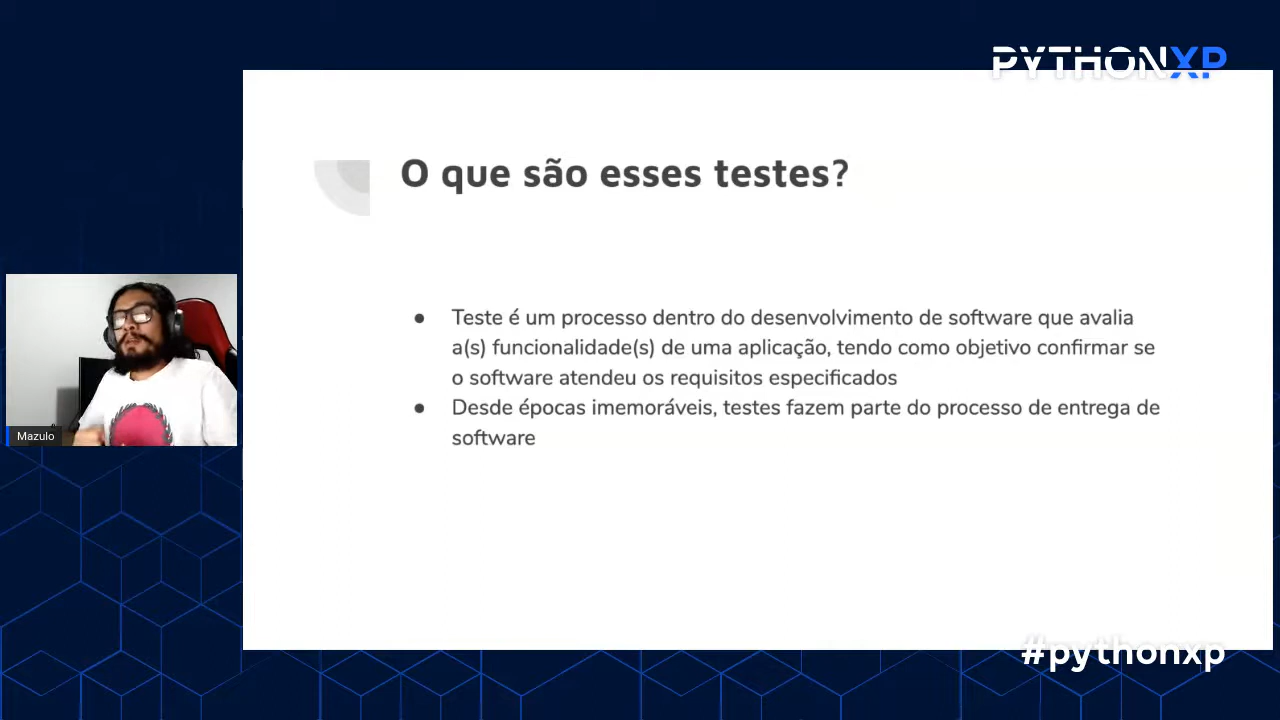 PYTHONXP
O que são esses testes?
● Teste é um processo dentro do desenvolvimento de software que avalia
a(s) funcionalidade(s) de uma aplicação, tendo como objetivo confirmar se
o software atendeu os requisitos especificados
● Desde épocas imemoráveis, testes fazem parte do processo de entrega de
software
Mazulo
#pythonxp